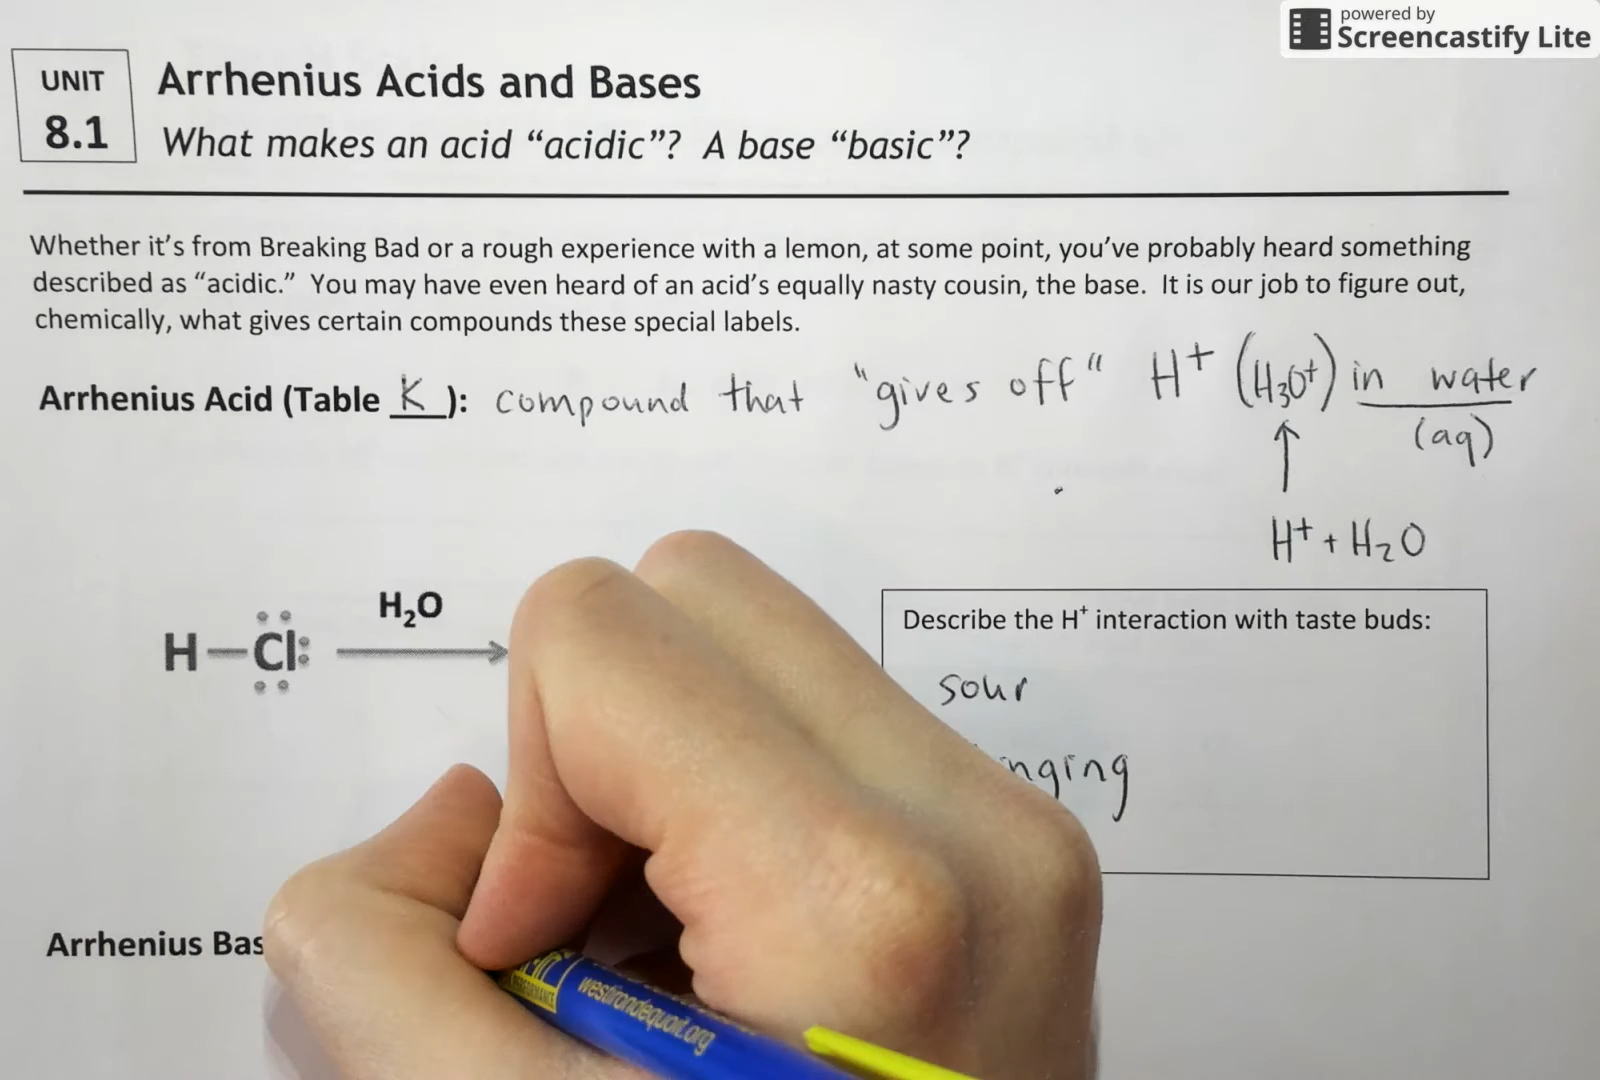 powered by
Screencastify Lite
UNIT
8.1
Arrhenius Acids and Bases
What makes an acid “acidic”? A base “basic”?
Whether it’s from Breaking Bad or a rough experience with a lemon, at some point, you’ve probably heard something
described as “acidic.” You may have even heard of an acid’s equally nasty cousin, the base. It is our job to figure out,
chemically, what gives certain compounds these special labels.
Arrhenius Acid (Table K ): compound that "gives off" H⁺ (H₃O⁺) in water
(aq)
H⁺ + H₂O
H₂O
H—Cl
Describe the H⁺ interaction with taste buds:
sour
nging
Arrhenius Bas
westirondequoit.org